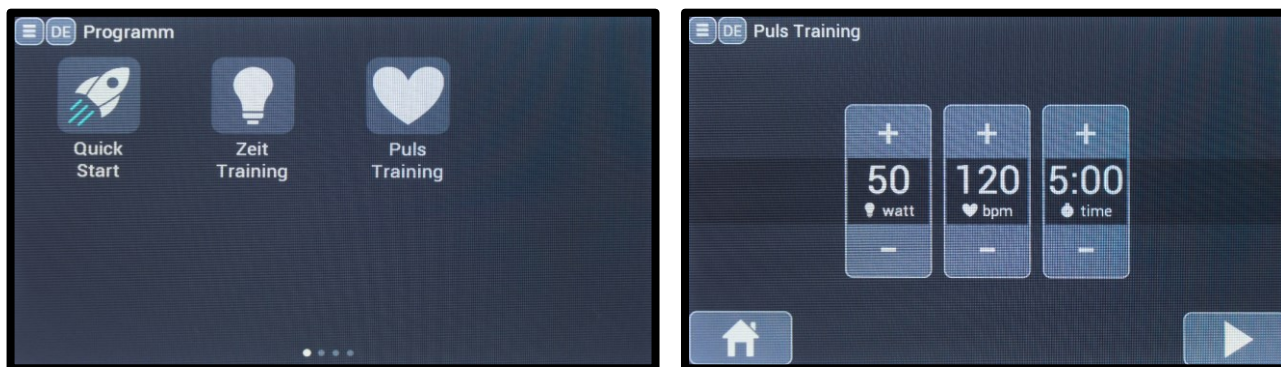 DE Programm
Quick
Start
Zeit
Training
Puls
Training
DE Puls Training
+ + +
50 120 5:00
watt bpm time
- - -